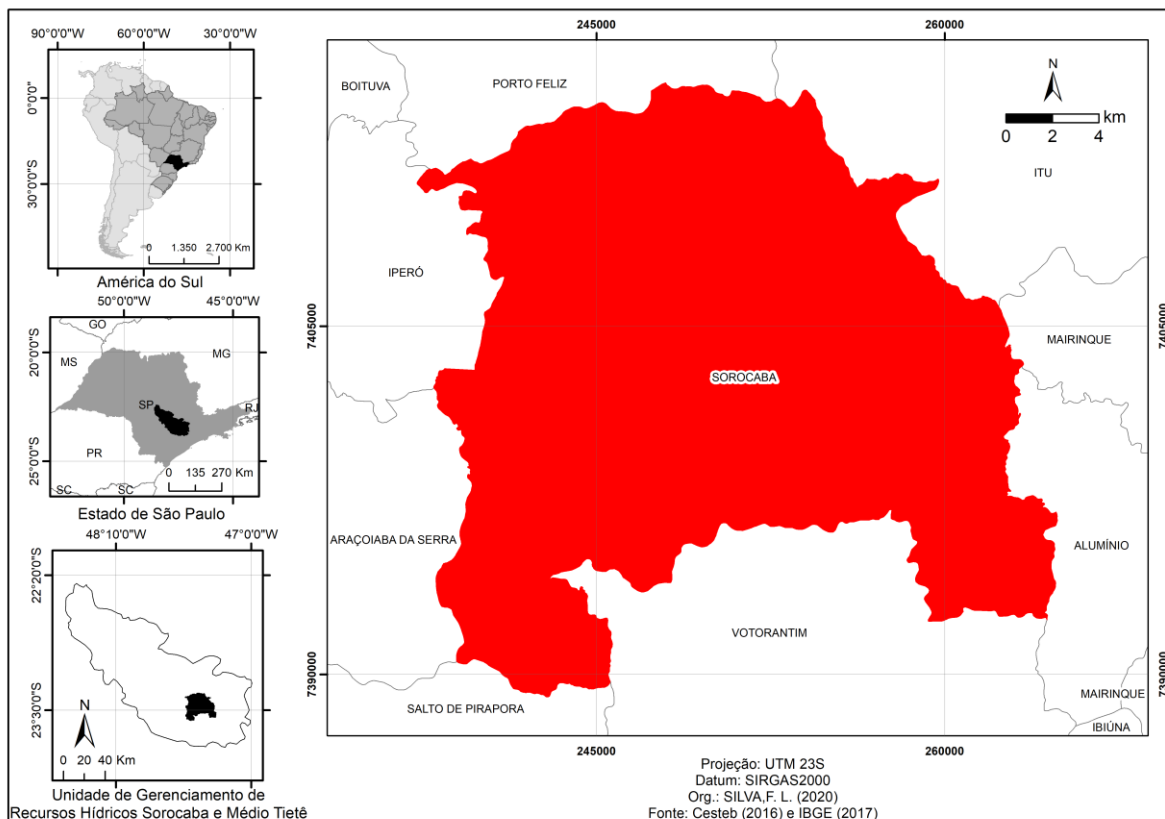 90°0'0"W 60°0'0"W 30°0'0"W
0°0'0"
30°0'0"S
0 1.350 2.700 Km
América do Sul
50°0'0"W 45°0'0"W
20°0'0"S
25°0'0"S
GO
MS
MG
SP
RJ
PR
SC SC
0 135 270 Km
Estado de São Paulo
48°10'0"W 47°0'0"W
22°20'0"S
23°30'0"S
N
0 20 40 Km
Unidade de Gerenciamento de
Recursos Hídricos Sorocaba e Médio Tietê
245000 260000
BOITUVA
PORTO FELIZ
N
km
0 2 4
ITU
IPERÓ
7405000 7405000
MAIRINQUE
SOROCABA
ARAÇOIABA DA SERRA
ALUMÍNIO
VOTORANTIM
7390000 7390000
SALTO DE PIRAPORA
MAIRINQUE
IBIÚNA
245000 260000
Projeção: UTM 23S
Datum: SIRGAS2000
Org.: SILVA,F. L. (2020)
Fonte: Cesteb (2016) e IBGE (2017)